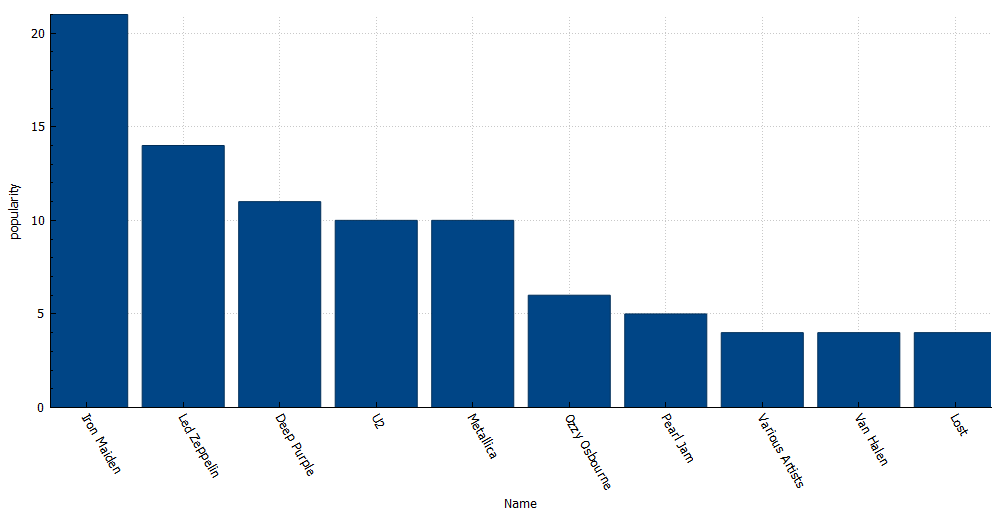 20
15
10
5
0
popularity
Iron Maiden
Led Zeppelin
Deep Purple
U2
Metallica
Ozzy Osbourne
Pearl Jam
Various Artists
Van Halen
Lost
Name